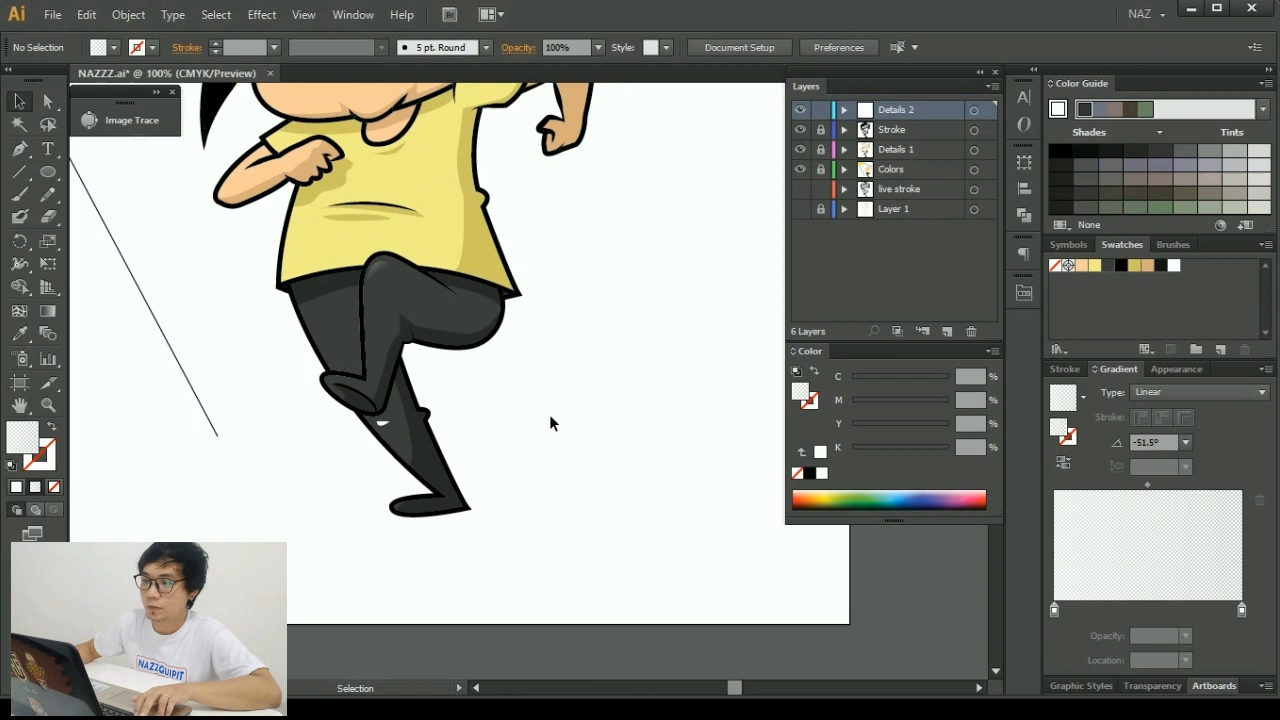 Ai File Edit Object Type Select Effect View Window Help Br NAZ
No Selection Stroke: 5 pt. Round Opacity: 100% Style: Document Setup Preferences
NAZZZ.ai* @ 100% (CMYK/Preview)
Image Trace
Layers
Details 2
Stroke
Details 1
Colors
live stroke
Layer 1
6 Layers
Color
C %
M %
Y %
K %
Color Guide
Shades Tints
None
Symbols Swatches Brushes
Stroke Gradient Appearance
Type: Linear
Stroke:
-51.5°
Opacity:
Location:
Graphic Styles Transparency Artboards
Selection
NAZZQUIPIT